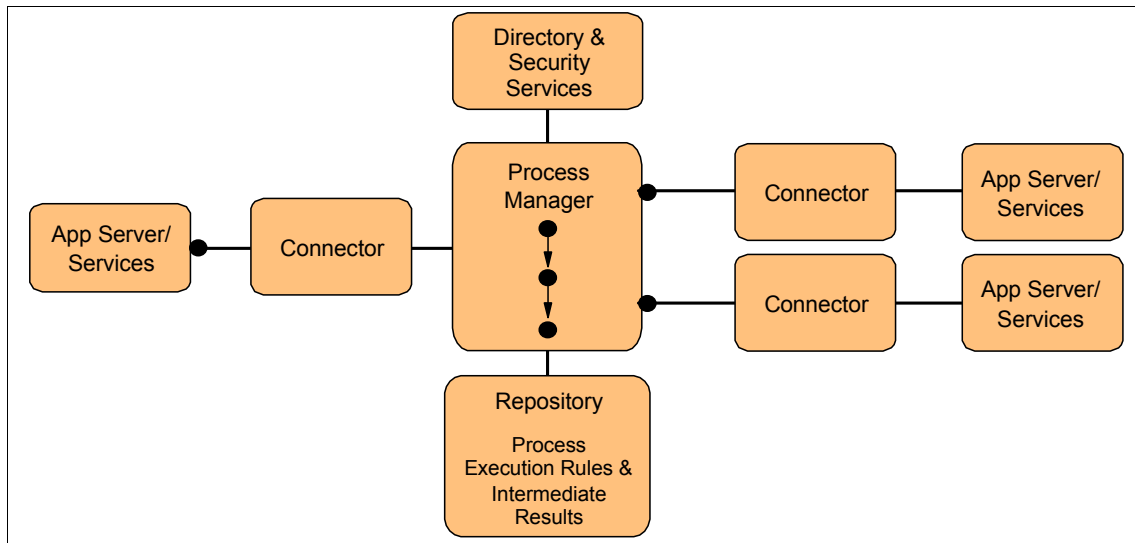 Directory &
Security
Services
Process
Manager
App Server/
Services
Connector
Connector
App Server/
Services
Connector
App Server/
Services
Repository
Process
Execution Rules &
Intermediate
Results